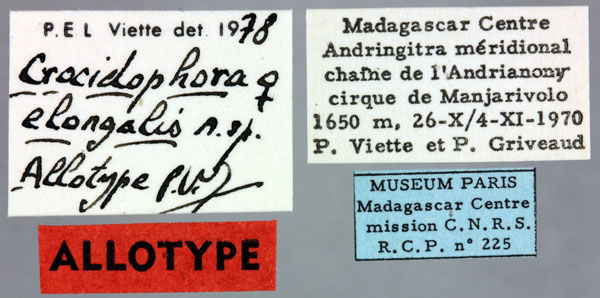 P.E.L Viette det. 1978
Crocidophora ♀
elongalis n.sp.
Allotype P.V.
ALLOTYPE
Madagascar Centre
Andringitra méridional
chaîne de l'Andrianony
cirque de Manjarivolo
1650 m, 26-X/4-XI-1970
P. Viette et P. Griveaud
MUSEUM PARIS
Madagascar Centre
mission C.N.R.S.
R.C.P. n° 225